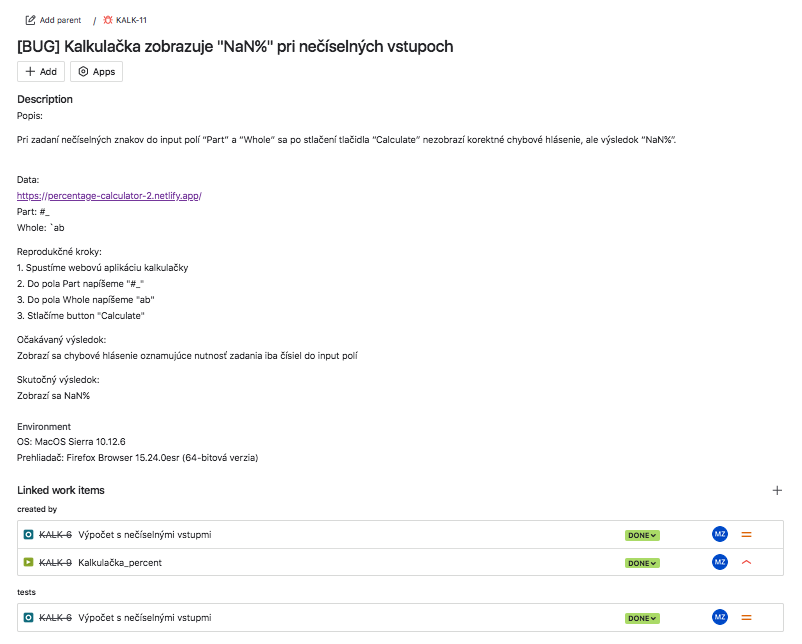 Add parent / KALK-11
[BUG] Kalkulačka zobrazuje "NaN%" pri nečíselných vstupoch
Add Apps
Description
Popis:
Pri zadaní nečíselných znakov do input polí “Part” a “Whole” sa po stlačení tlačidla “Calculate” nezobrazí korektné chybové hlásenie, ale výsledok “NaN%”.
Data:
https://percentage-calculator-2.netlify.app/
Part: #_
Whole: `ab
Reprodukčné kroky:
1. Spustíme webovú aplikáciu kalkulačky
2. Do pola Part napíšeme "#_"
3. Do pola Whole napíšeme "ab"
3. Stlačíme button "Calculate"
Očakávaný výsledok:
Zobrazí sa chybové hlásenie oznamujúce nutnosť zadania iba čísiel do input polí
Skutočný výsledok:
Zobrazí sa NaN%
Environment
OS: MacOS Sierra 10.12.6
Prehliadač: Firefox Browser 15.24.0esr (64-bitová verzia)
Linked work items
created by
KALK-6 Výpočet s nečíselnými vstupmi DONE MZ
KALK-9 Kalkulačka_percent DONE MZ
tests
KALK-6 Výpočet s nečíselnými vstupmi DONE MZ